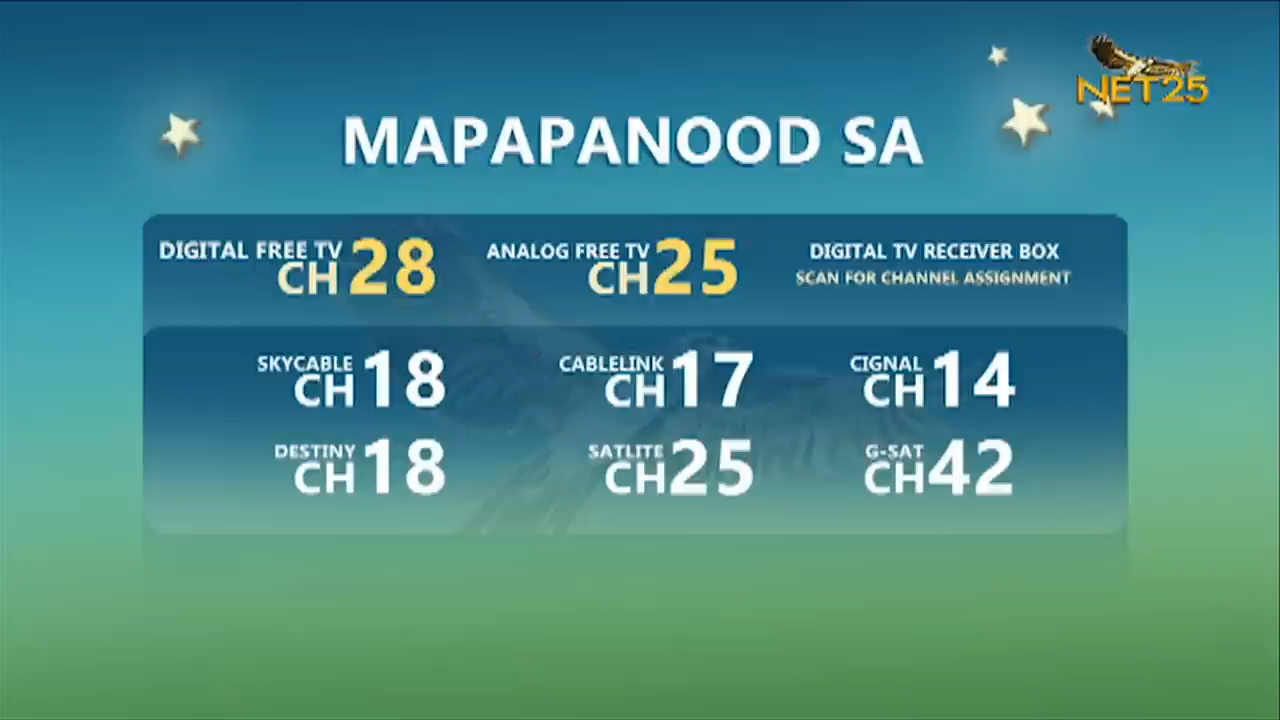 NET25
MAPAPANOOD SA
DIGITAL FREE TV CH 28
ANALOG FREE TV CH 25
DIGITAL TV RECEIVER BOX
SCAN FOR CHANNEL ASSIGNMENT
SKYCABLE CH 18
CABLELINK CH 17
CIGNAL CH 14
DESTINY CH 18
SATLITE CH 25
G-SAT CH 42